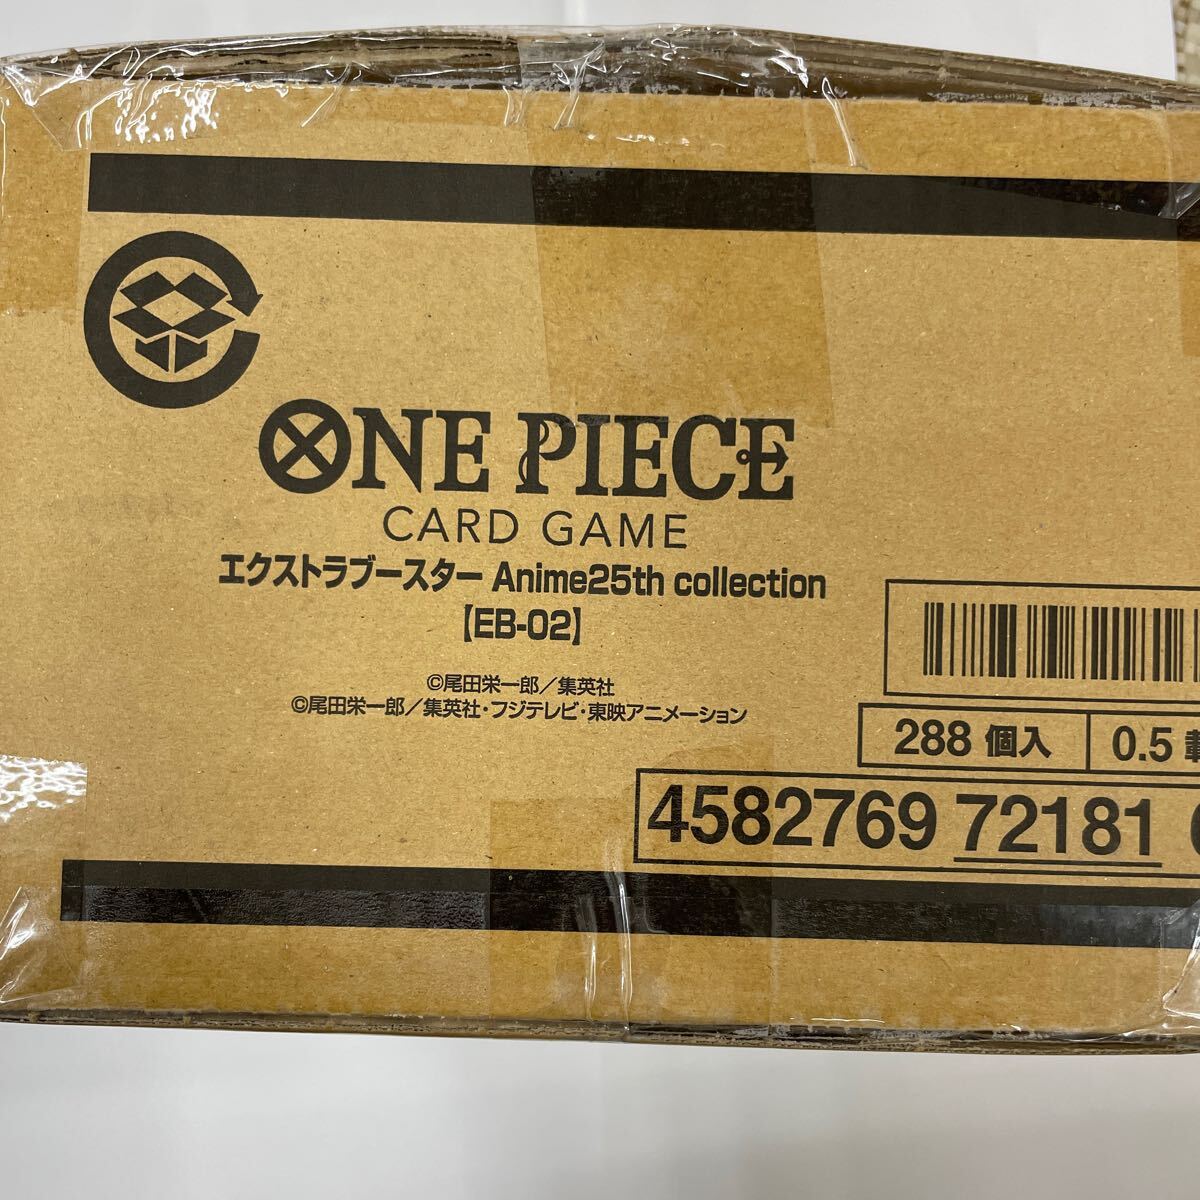 ONE PIECE
CARD GAME
エクストラブースター Anime25th collection
【EB-02】
©尾田栄一郎／集英社
©尾田栄一郎／集英社・フジテレビ・東映アニメーション
288 個入
0.5
4582769 72181